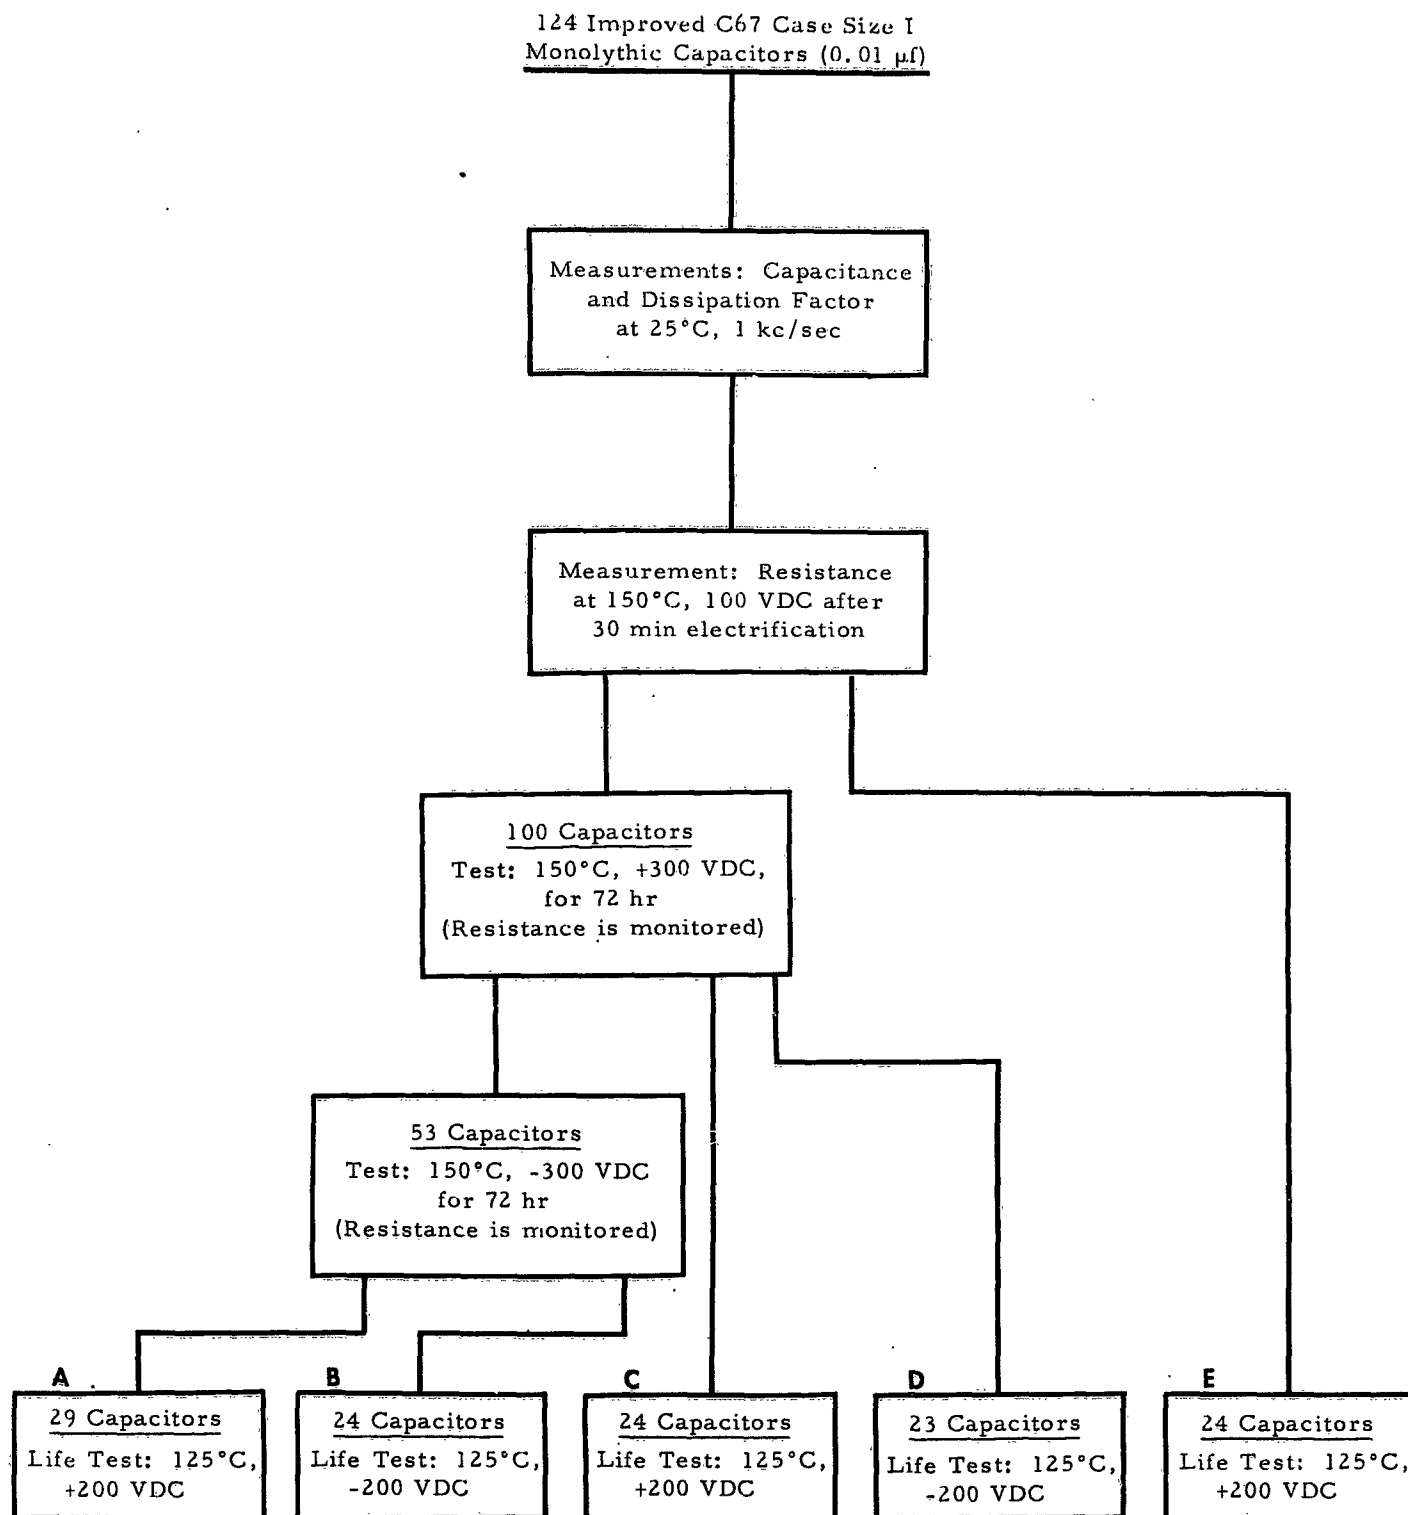 124 Improved C67 Case Size I
Monolythic Capacitors (0.01 μf)
Measurements: Capacitance
and Dissipation Factor
at 25°C, 1 kc/sec
Measurement: Resistance
at 150°C, 100 VDC after
30 min electrification
100 Capacitors
Test: 150°C, +300 VDC,
for 72 hr
(Resistance is monitored)
53 Capacitors
Test: 150°C, -300 VDC
for 72 hr
(Resistance is monitored)
A
29 Capacitors
Life Test: 125°C,
+200 VDC
B
24 Capacitors
Life Test: 125°C,
-200 VDC
C
24 Capacitors
Life Test: 125°C,
+200 VDC
D
23 Capacitors
Life Test: 125°C,
-200 VDC
E
24 Capacitors
Life Test: 125°C,
+200 VDC